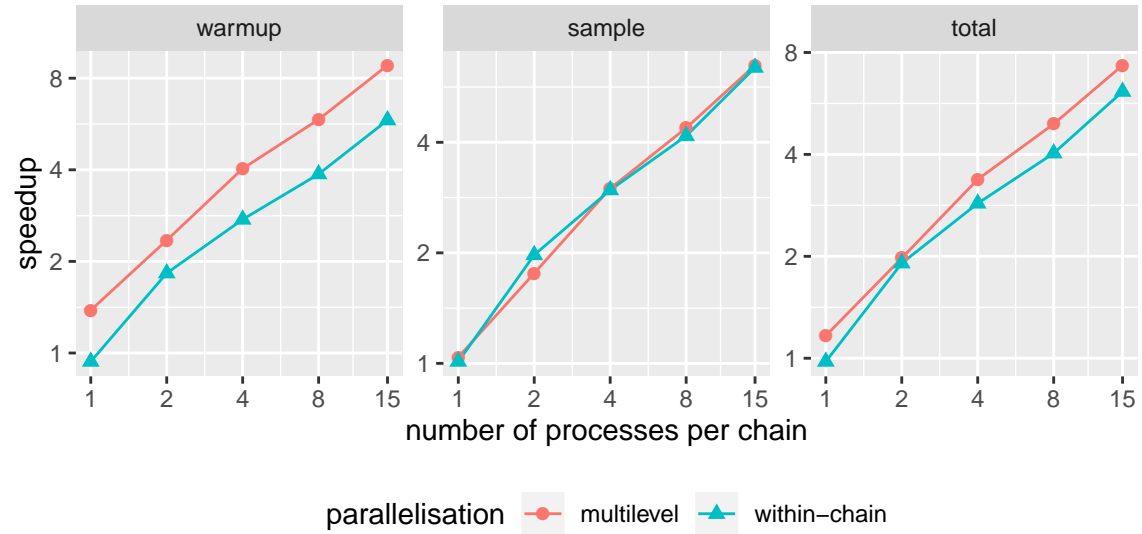 warmup
sample
total
speedup
8
4
2
1
4
2
1
8
4
2
1
1 2 4 8 15
1 2 4 8 15
1 2 4 8 15
number of processes per chain
parallelisation multilevel within−chain